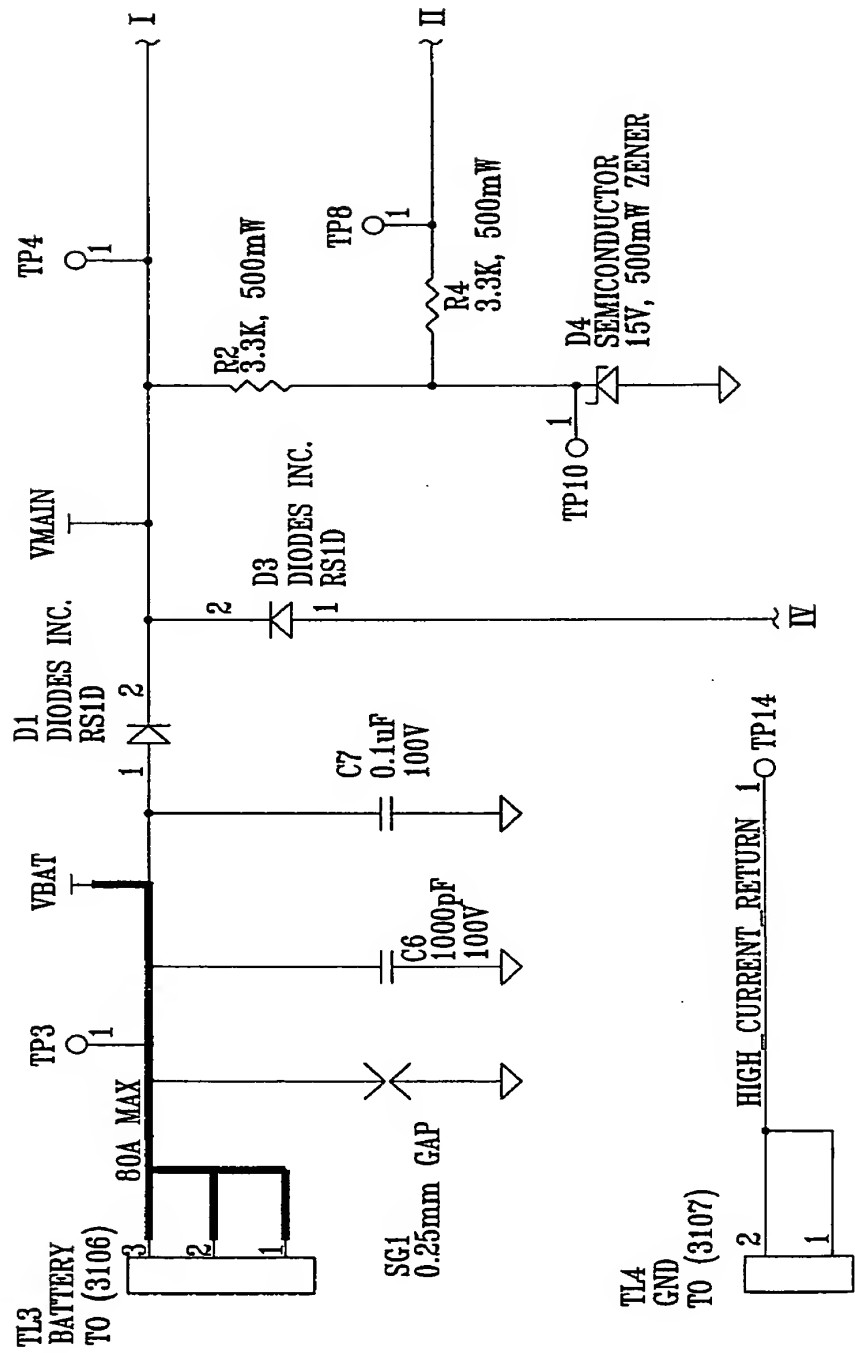 TL3
BATTERY
TO (3106)
3
2
1
80A MAX
TP3
1
VBAT
SG1
0.25mm GAP
C6
1000pF
100V
C7
0.1uF
100V
D1
DIODES INC.
RS1D
1
2
VMAIN
D3
DIODES INC.
RS1D
2
1
IV
TP4
1
I
R2
3.3K, 500mW
TP8
1
II
R4
3.3K, 500mW
TP10
1
D4
SEMICONDUCTOR
15V, 500mW ZENER
TL4
GND
TO (3107)
2
1
HIGH_CURRENT_RETURN
1
TP14